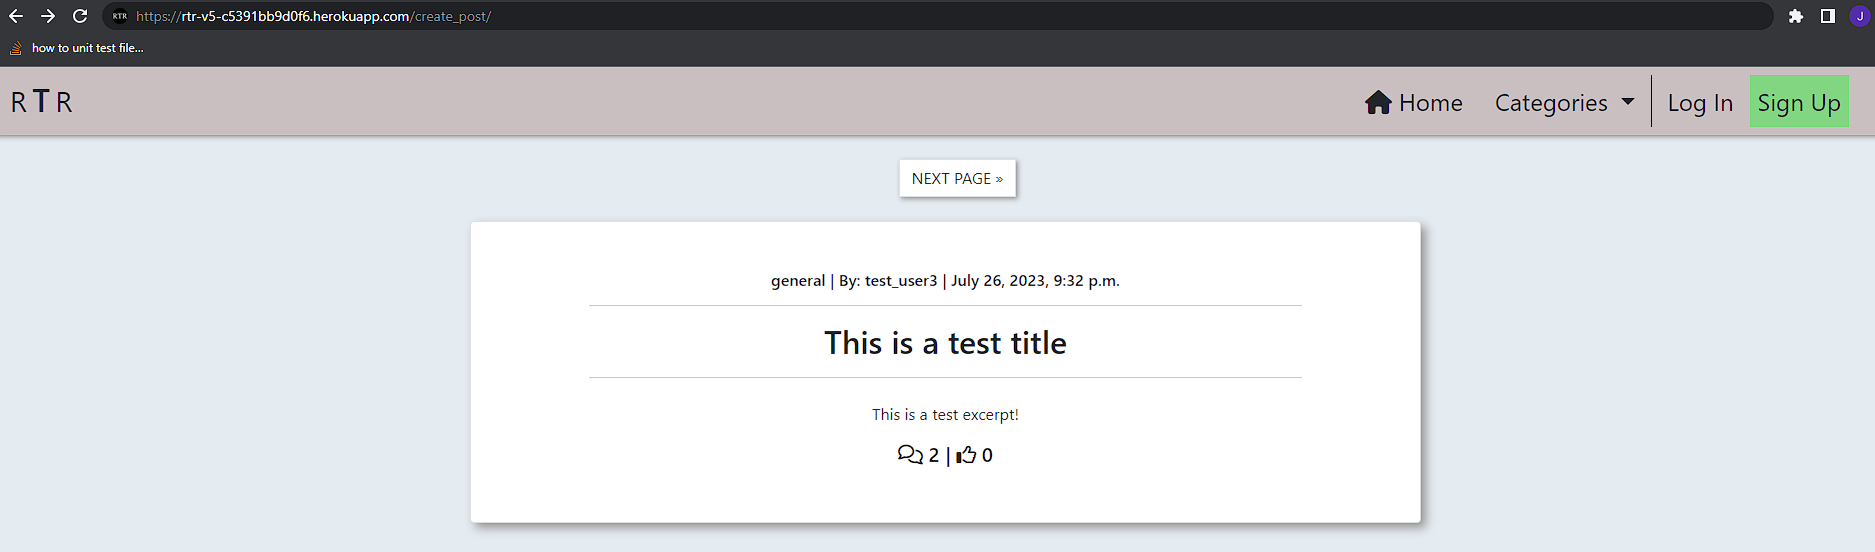 RTR https://rtr-v5-c5391bb9d0f6.herokuapp.com/create_post/ J
how to unit test file...
R T R Home Categories Log In Sign Up
NEXT PAGE »
general | By: test_user3 | July 26, 2023, 9:32 p.m.
This is a test title
This is a test excerpt!
2 | 0